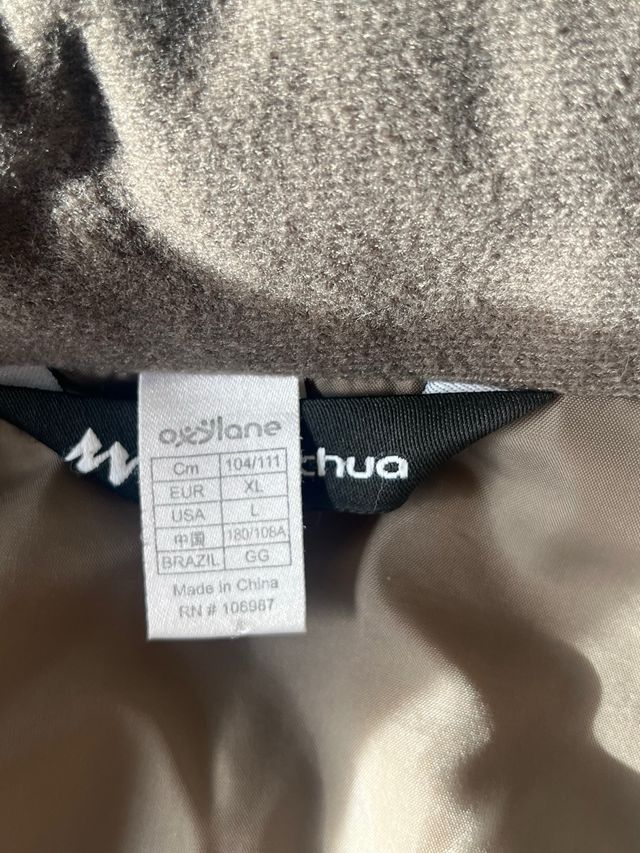 oxylane
chua
Cm 104/111
EUR XL
USA L
中国 180/108A
BRAZIL GG
Made in China
RN # 106987